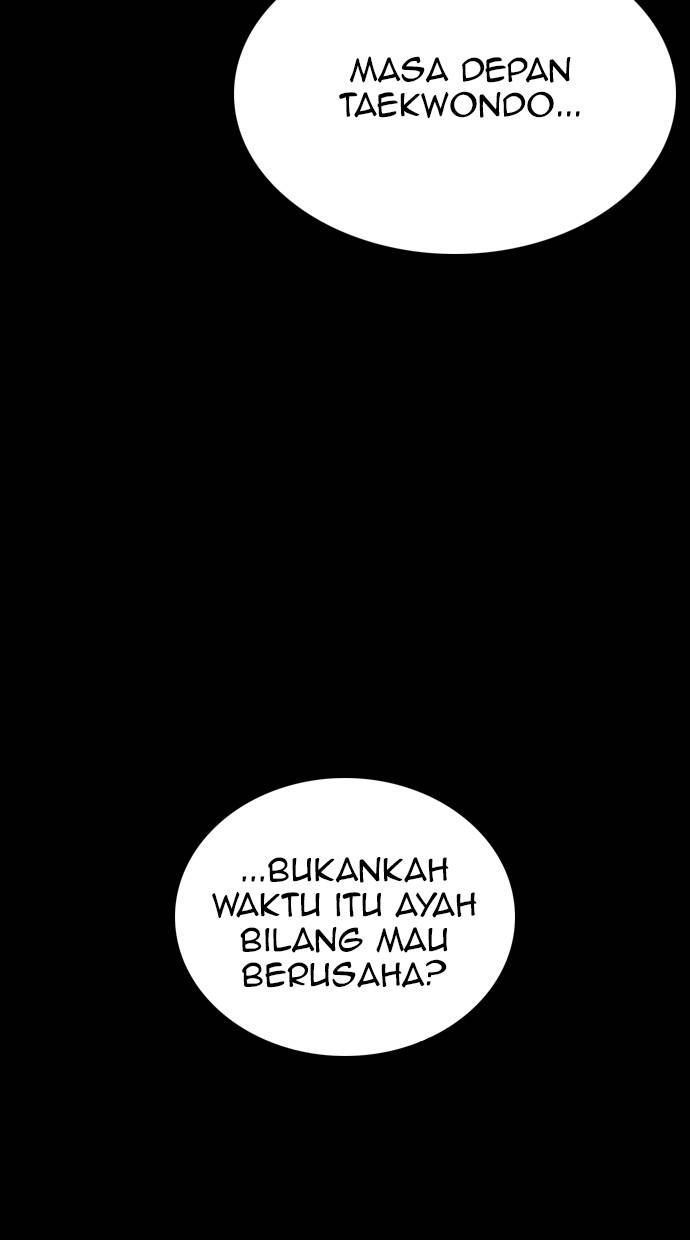 MASA DEPAN
TAEKWONDO...
...BUKANKAH
WAKTU ITU AYAH
BILANG MAU
BERUSAHA?